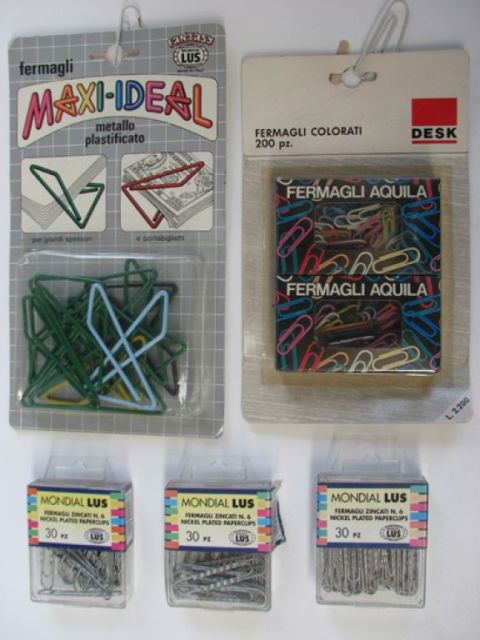 FANTASY
LUS
fermagli
MAXI-IDEAL
metallo
plastificato
per grandi spessori
e portabiglietti
DESK
FERMAGLI COLORATI
200 pz.
FERMAGLI AQUILA
FERMAGLI AQUILA
L. 2.200
MONDIAL LUS
FERMAGLI ZINCATI N. 6
NICKEL PLATED PAPERCLIPS
30 PZ
LUS
MONDIAL LUS
FERMAGLI ZINCATI N. 6
NICKEL PLATED PAPERCLIPS
30 PZ
LUS
MONDIAL LUS
FERMAGLI ZINCATI N. 6
NICKEL PLATED PAPERCLIPS
30 PZ
LUS